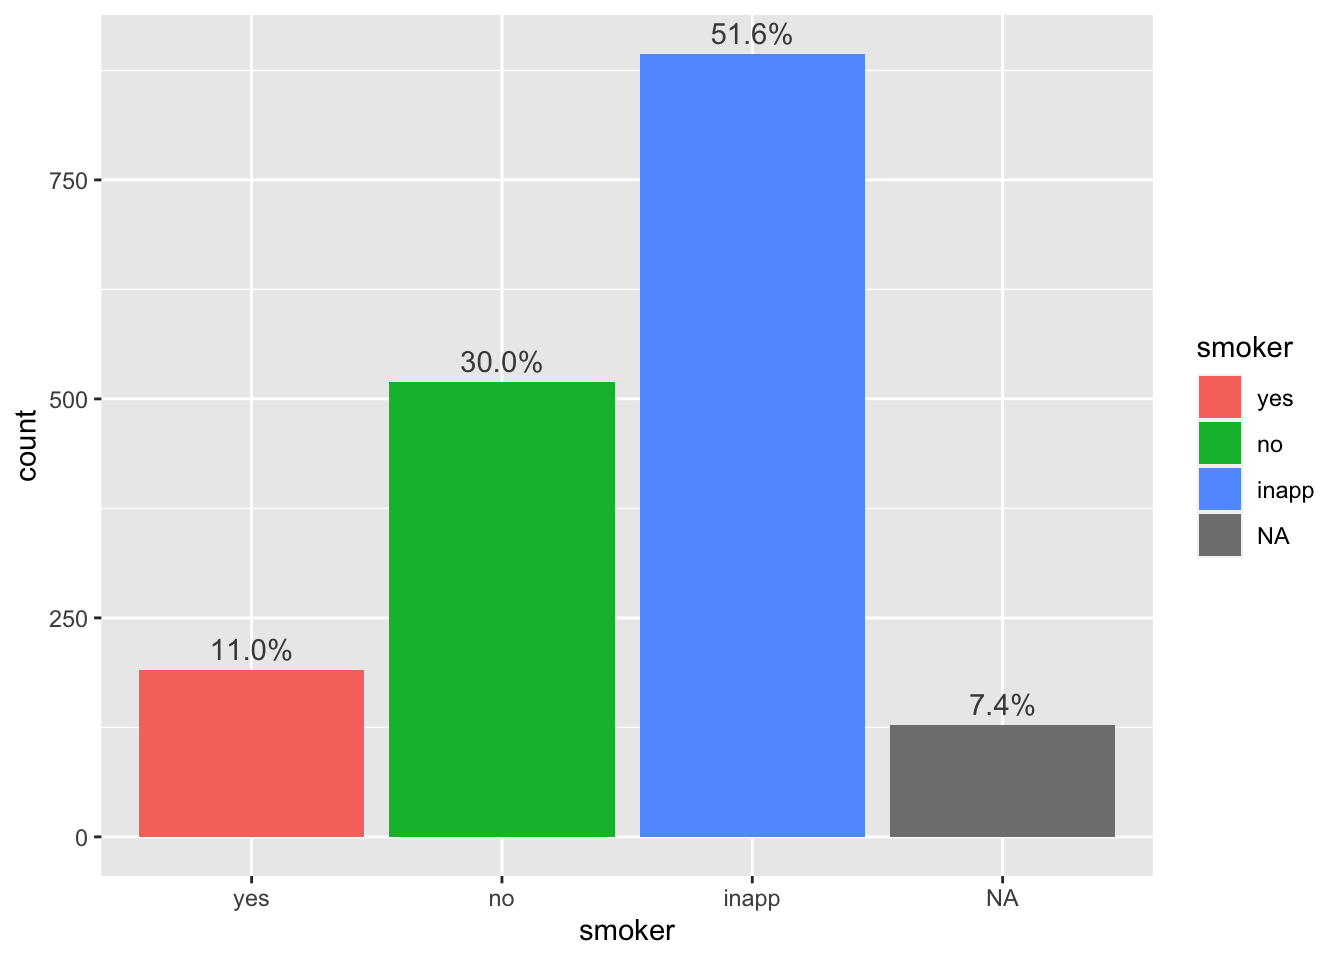 51.6%
750
30.0%
500
count
250
11.0%
7.4%
0
yes no inapp NA
smoker
smoker
yes
no
inapp
NA